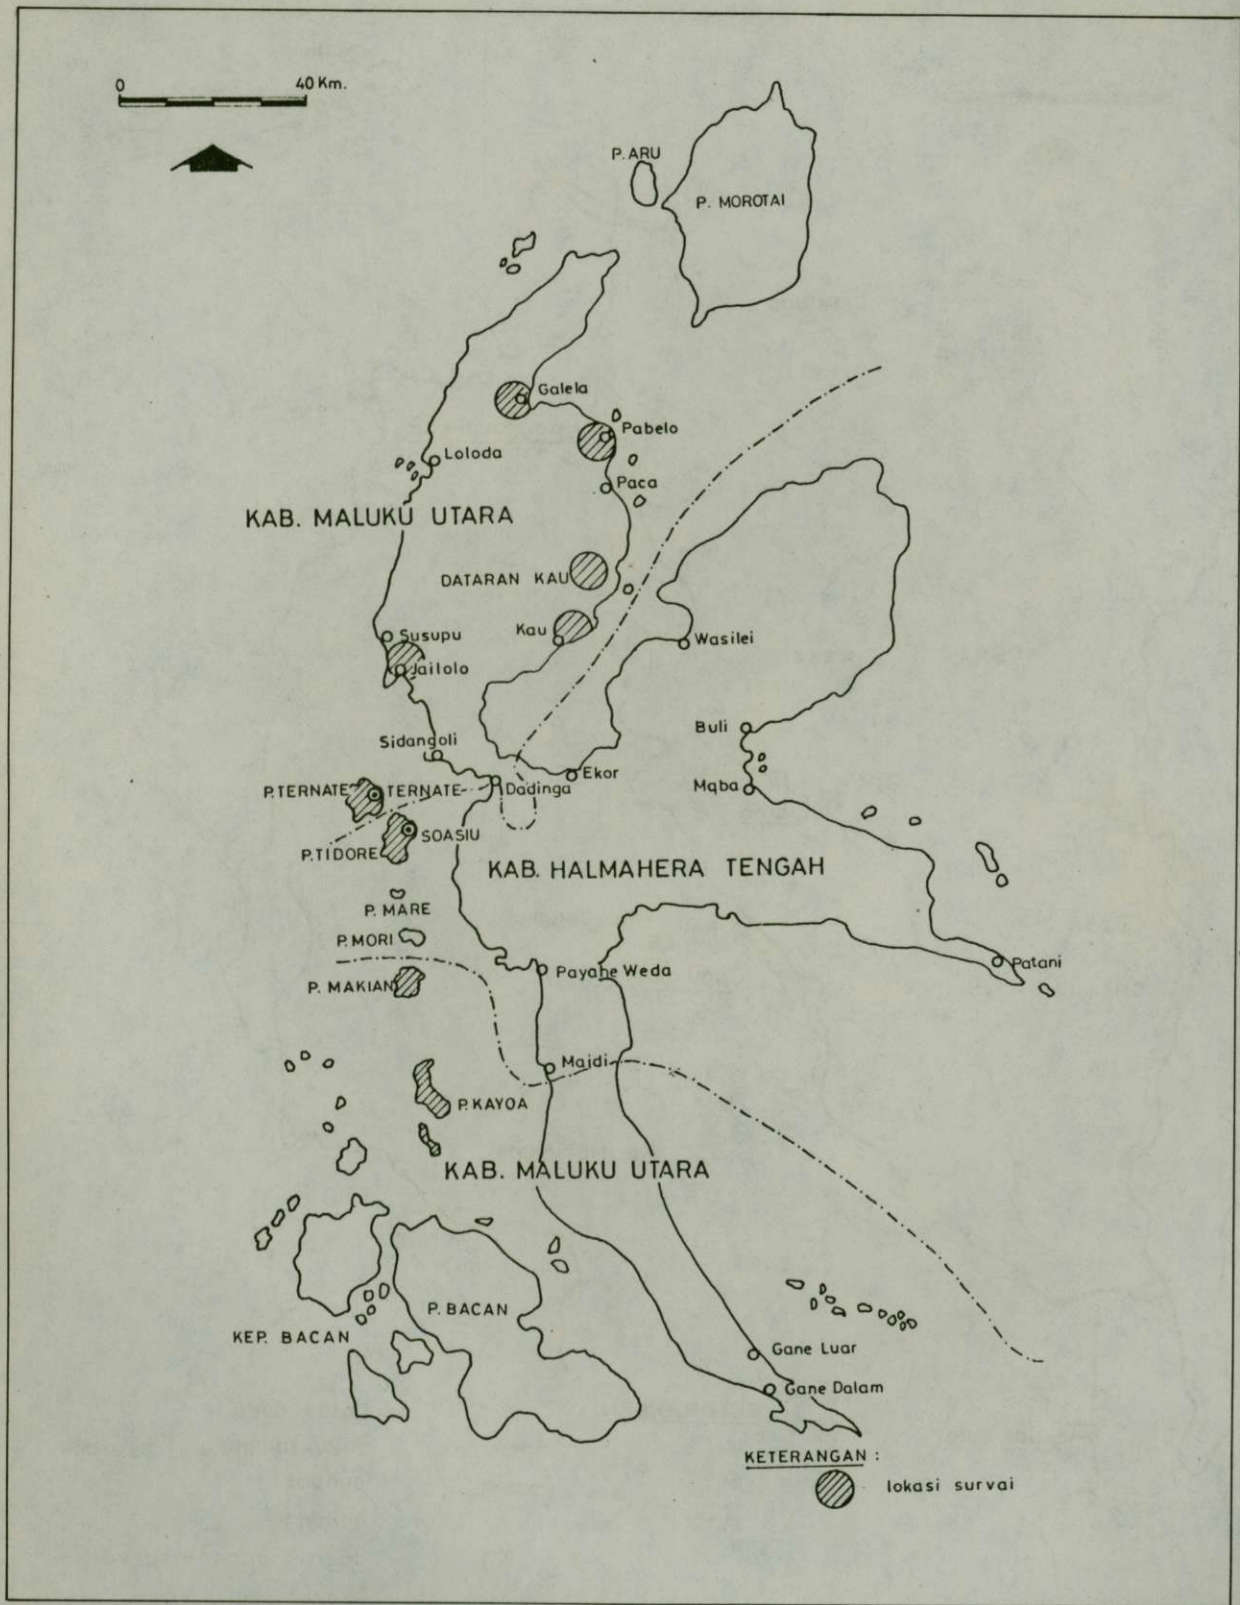 0 40 Km.
P. ARU
P. MOROTAI
Galela
Pabelo
Loloda
Paca
KAB. MALUKU UTARA
DATARAN KAU
Kau
Susupu
Wasilei
Jailolo
Buli
Sidangoli
Ekor
P. TERNATE
TERNATE
Dadinga
Mqba
SOASIU
P. TIDORE
KAB. HALMAHERA TENGAH
P. MARE
P. MORI
Patani
Payahe Weda
P. MAKIAN
Maidi
P. KAYOA
KAB. MALUKU UTARA
P. BACAN
KEP. BACAN
Gane Luar
Gane Dalam
KETERANGAN :
lokasi survai